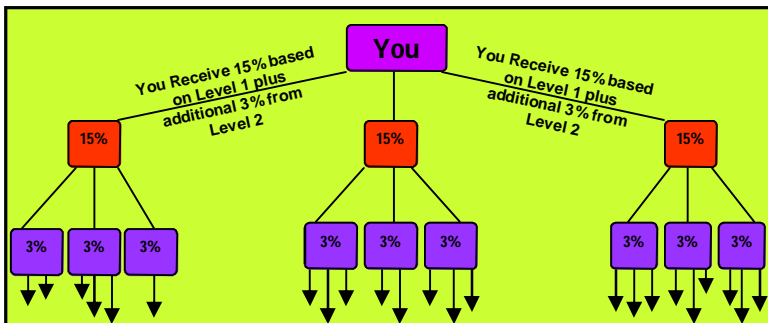 You
You Receive 15% based
on Level 1 plus
additional 3% from
Level 2
You Receive 15% based
on Level 1 plus
additional 3% from
Level 2
15%
15%
15%
3%
3%
3%
3%
3%
3%
3%
3%
3%